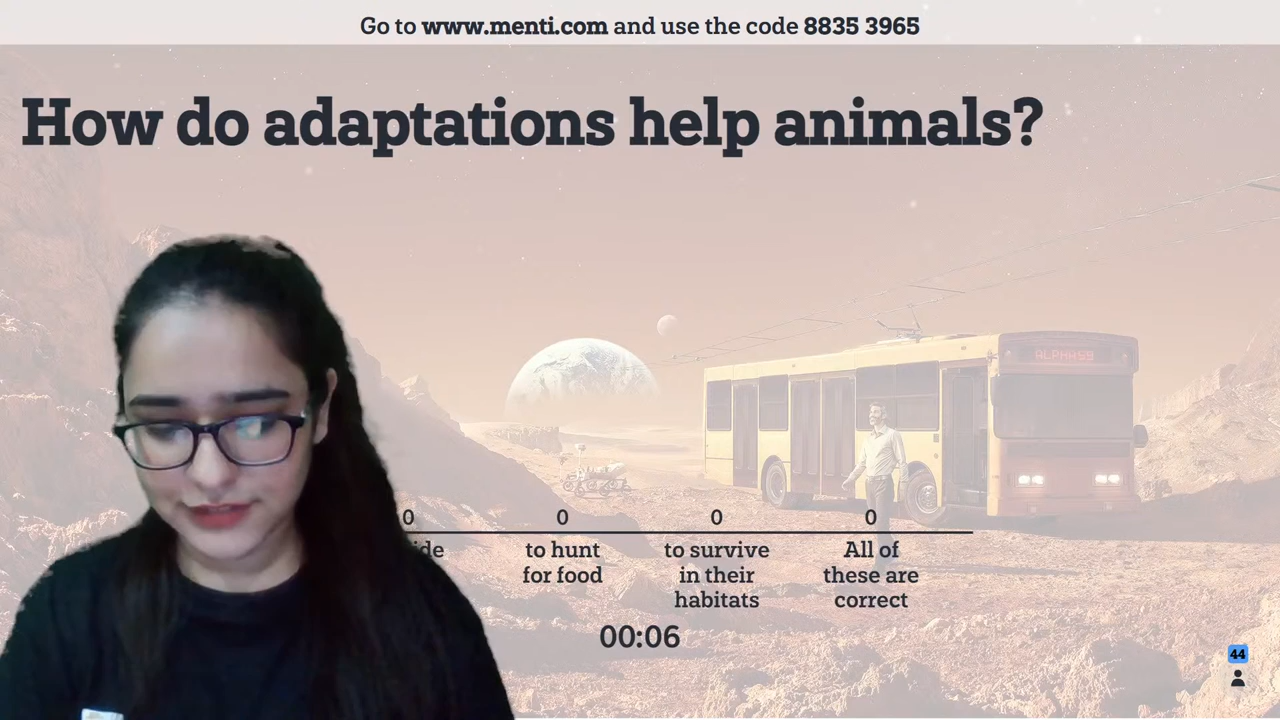 Go to www.menti.com and use the code 8835 3965
How do adaptations help animals?
ALPHA59
0 0 0 0
to hunt
for food
to survive
in their
habitats
All of
these are
correct
00:06
44